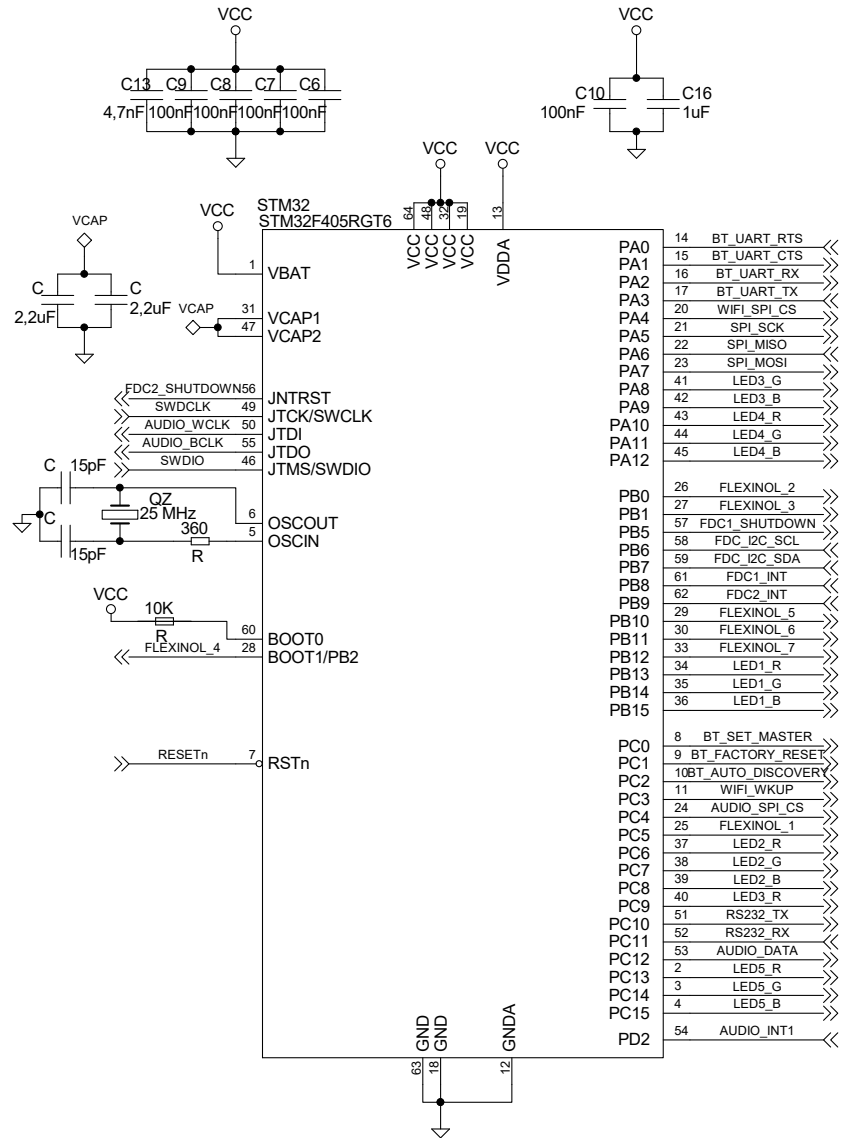 VCC
VCC
C13 C9 C8 C7 C6
4,7nF 100nF 100nF 100nF 100nF
C10 C16
100nF 1uF
VCC VCC
STM32
STM32F405RGT6
VCC
64 48 32 19 13
VCC VCC VCC VCC VDDA
1 VBAT
VCAP
C C
2,2uF 2,2uF
VCAP
31 VCAP1
47 VCAP2
FDC2_SHUTDOWN 56 JNTRST
SWDCLK 49 JTCK/SWCLK
AUDIO_WCLK 50 JTDI
AUDIO_BCLK 55 JTDO
SWDIO 46 JTMS/SWDIO
C 15pF
QZ
25 MHz
6 OSCOUT
C
360
5 OSCIN
15pF
R
VCC
10K
R
60 BOOT0
FLEXINOL_4 28 BOOT1/PB2
RESETn 7 RSTn
PA0 14 BT_UART_RTS
PA1 15 BT_UART_CTS
PA2 16 BT_UART_RX
PA3 17 BT_UART_TX
PA4 20 WIFI_SPI_CS
PA5 21 SPI_SCK
PA6 22 SPI_MISO
PA7 23 SPI_MOSI
PA8 41 LED3_G
PA9 42 LED3_B
PA10 43 LED4_R
PA11 44 LED4_G
PA12 45 LED4_B
PB0 26 FLEXINOL_2
PB1 27 FLEXINOL_3
PB5 57 FDC1_SHUTDOWN
PB6 58 FDC_I2C_SCL
PB7 59 FDC_I2C_SDA
PB8 61 FDC1_INT
PB9 62 FDC2_INT
PB10 29 FLEXINOL_5
PB11 30 FLEXINOL_6
PB12 33 FLEXINOL_7
PB13 34 LED1_R
PB14 35 LED1_G
PB15 36 LED1_B
PC0 8 BT_SET_MASTER
PC1 9 BT_FACTORY_RESET
PC2 10 BT_AUTO_DISCOVERY
PC3 11 WIFI_WKUP
PC4 24 AUDIO_SPI_CS
PC5 25 FLEXINOL_1
PC6 37 LED2_R
PC7 38 LED2_G
PC8 39 LED2_B
PC9 40 LED3_R
PC10 51 RS232_TX
PC11 52 RS232_RX
PC12 53 AUDIO_DATA
PC13 2 LED5_R
PC14 3 LED5_G
PC15 4 LED5_B
PD2 54 AUDIO_INT1
GND GND GNDA
63 18 12